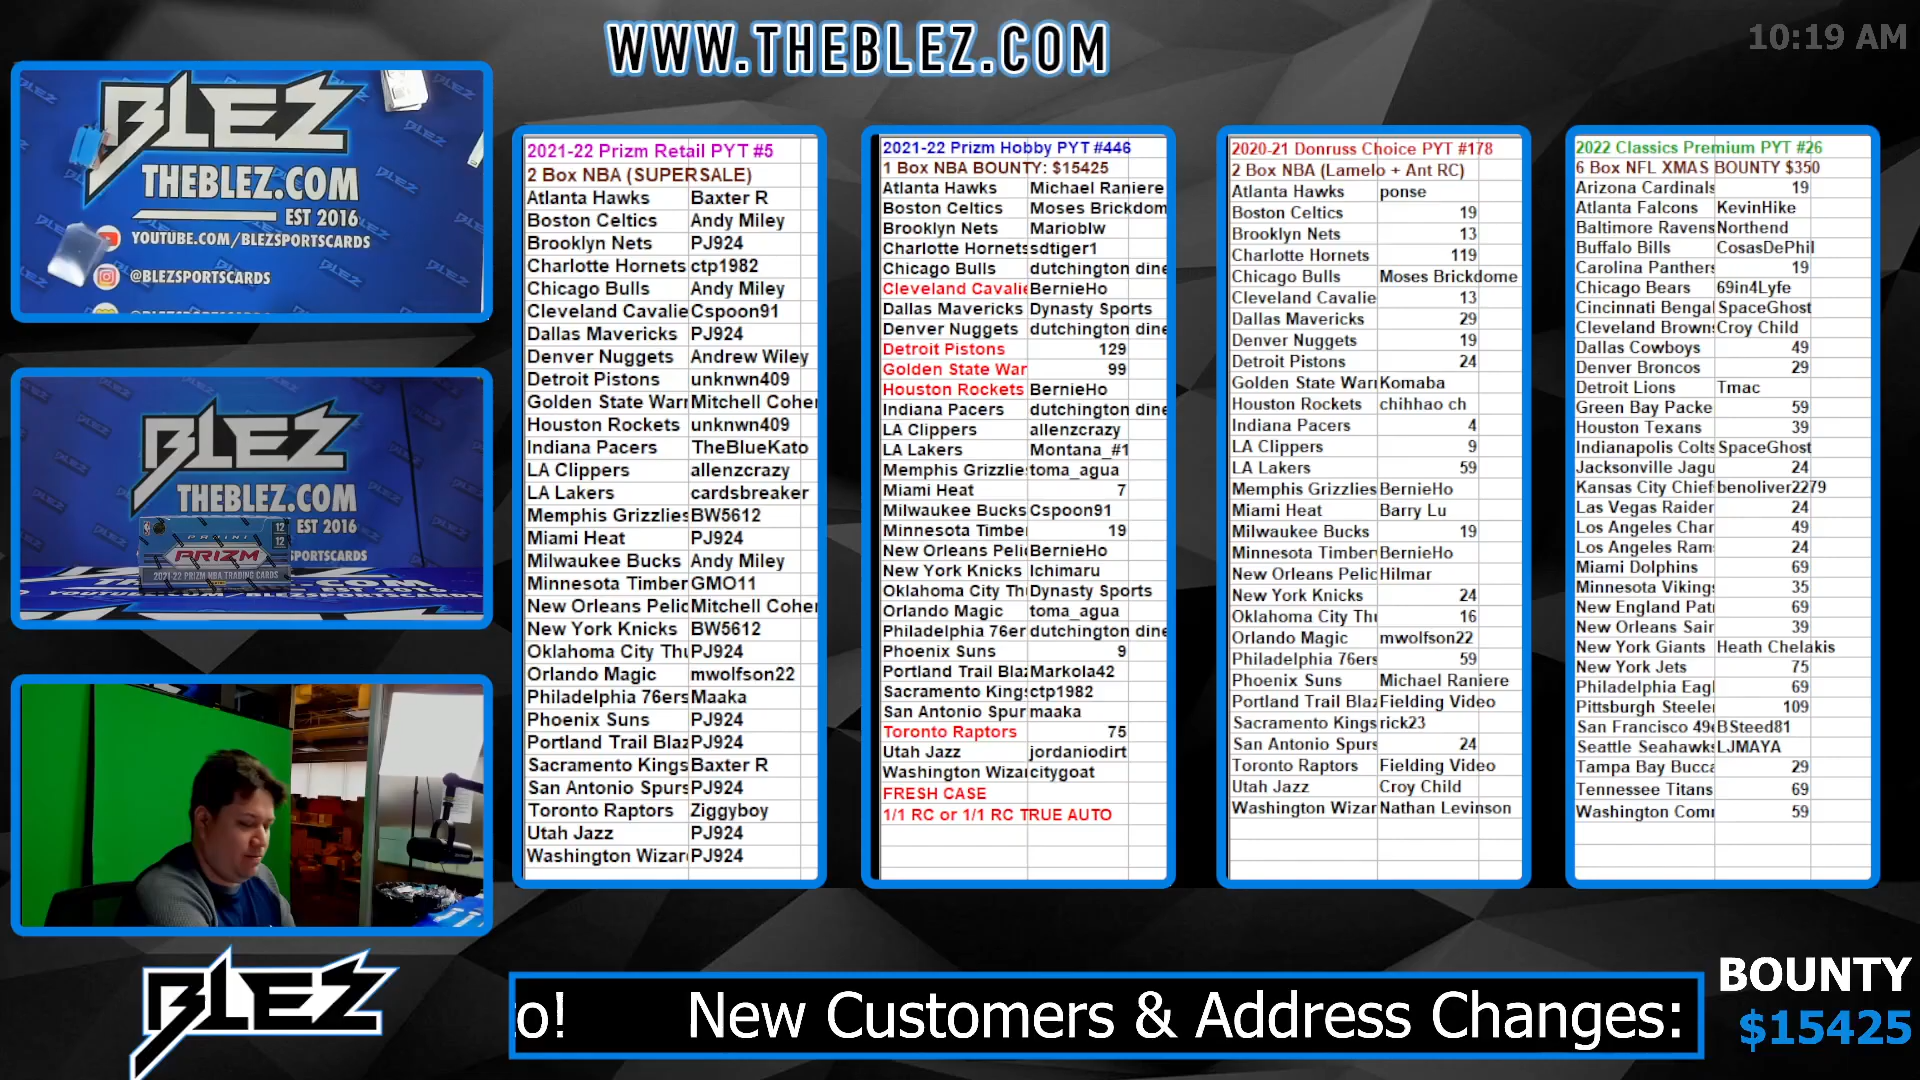 WWW.THEBLEZ.COM
10:19 AM
BLEZ
THEBLEZ.COM
EST 2016
YOUTUBE.COM/BLEZSPORTSCARDS
@BLEZSPORTSCARDS
BLEZ
THEBLEZ.COM
EST 2016
SPORTSCARDS
PANINI
PRIZM
2021-22 PRIZM NBA TRADING CARDS
12
12
2021-22 Prizm Retail PYT #5
2 Box NBA (SUPERSALE)
Atlanta Hawks Baxter R
Boston Celtics Andy Miley
Brooklyn Nets PJ924
Charlotte Hornets ctp1982
Chicago Bulls Andy Miley
Cleveland Cavalie Cspoon91
Dallas Mavericks PJ924
Denver Nuggets Andrew Wiley
Detroit Pistons unknwn409
Golden State Warr Mitchell Coher
Houston Rockets unknwn409
Indiana Pacers TheBlueKato
LA Clippers allenzcrazy
LA Lakers cardsbreaker
Memphis Grizzlies BW5612
Miami Heat PJ924
Milwaukee Bucks Andy Miley
Minnesota Timber GMO11
New Orleans Pelic Mitchell Coher
New York Knicks BW5612
Oklahoma City Thu PJ924
Orlando Magic mwolfson22
Philadelphia 76ers Maaka
Phoenix Suns PJ924
Portland Trail Blaz PJ924
Sacramento Kings Baxter R
San Antonio Spurs PJ924
Toronto Raptors Ziggyboy
Utah Jazz PJ924
Washington Wizar PJ924
2021-22 Prizm Hobby PYT #446
1 Box NBA BOUNTY: $15425
Atlanta Hawks Michael Raniere
Boston Celtics Moses Brickdom
Brooklyn Nets Marioblw
Charlotte Hornets sdtiger1
Chicago Bulls dutchington dine
Cleveland Cavalie BernieHo
Dallas Mavericks Dynasty Sports
Denver Nuggets dutchington dine
Detroit Pistons 129
Golden State War 99
Houston Rockets BernieHo
Indiana Pacers dutchington dine
LA Clippers allenzcrazy
LA Lakers Montana_#1
Memphis Grizzlie toma_agua
Miami Heat 7
Milwaukee Bucks Cspoon91
Minnesota Timbe 19
New Orleans Peli BernieHo
New York Knicks Ichimaru
Oklahoma City Th Dynasty Sports
Orlando Magic toma_agua
Philadelphia 76er dutchington dine
Phoenix Suns 9
Portland Trail Bla Markola42
Sacramento King ctp1982
San Antonio Spur maaka
Toronto Raptors 75
Utah Jazz jordaniodirt
Washington Wiza citygoat
FRESH CASE
1/1 RC or 1/1 RC TRUE AUTO
2020-21 Donruss Choice PYT #178
2 Box NBA (Lamelo + Ant RC)
Atlanta Hawks ponse
Boston Celtics 19
Brooklyn Nets 13
Charlotte Hornets 119
Chicago Bulls Moses Brickdome
Cleveland Cavalie 13
Dallas Mavericks 29
Denver Nuggets 19
Detroit Pistons 24
Golden State Warr Komaba
Houston Rockets chihhao ch
Indiana Pacers 4
LA Clippers 9
LA Lakers 59
Memphis Grizzlies BernieHo
Miami Heat Barry Lu
Milwaukee Bucks 19
Minnesota Timber BernieHo
New Orleans Pelic Hilmar
New York Knicks 24
Oklahoma City Thu 16
Orlando Magic mwolfson22
Philadelphia 76ers 59
Phoenix Suns Michael Raniere
Portland Trail Blaz Fielding Video
Sacramento Kings rick23
San Antonio Spurs 24
Toronto Raptors Fielding Video
Utah Jazz Croy Child
Washington Wizar Nathan Levinson
2022 Classics Premium PYT #26
6 Box NFL XMAS BOUNTY $350
Arizona Cardinals 19
Atlanta Falcons KevinHike
Baltimore Ravens Northend
Buffalo Bills CosasDePhil
Carolina Panthers 19
Chicago Bears 69in4Lyfe
Cincinnati Bengal SpaceGhost
Cleveland Browns Croy Child
Dallas Cowboys 49
Denver Broncos 29
Detroit Lions Tmac
Green Bay Packe 59
Houston Texans 39
Indianapolis Colts SpaceGhost
Jacksonville Jagu 24
Kansas City Chief benoliver2279
Las Vegas Raider 24
Los Angeles Char 49
Los Angeles Ram 24
Miami Dolphins 69
Minnesota Vikings 35
New England Patr 69
New Orleans Sair 39
New York Giants Heath Chelakis
New York Jets 75
Philadelphia Eagl 69
Pittsburgh Steeler 109
San Francisco 49 BSteed81
Seattle Seahawks LJMAYA
Tampa Bay Bucca 29
Tennessee Titans 69
Washington Comr 59
BLEZ
o! New Customers & Address Changes:
BOUNTY
$15425